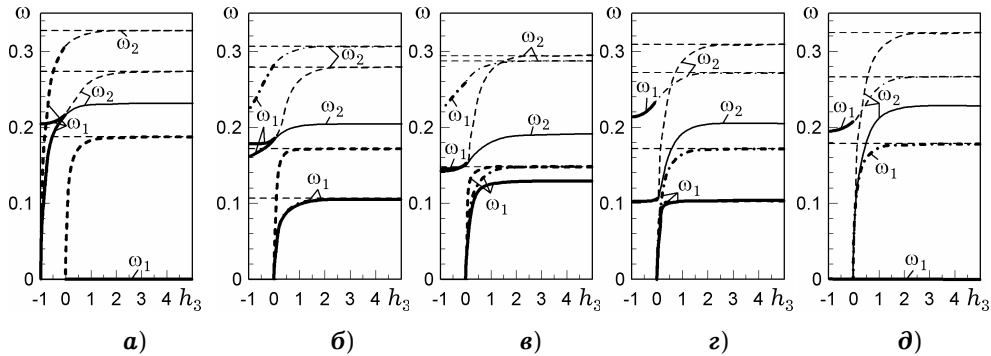 ω ω ω ω ω
0.3 0.3 0.3 0.3 0.3
0.2 0.2 0.2 0.2 0.2
0.1 0.1 0.1 0.1 0.1
0 0 0 0 0
ω₂ ω₂ ω₁ ω₁
ω₂ ω₁ ω₂ ω₁
ω₂ ω₁ ω₂ ω₁ ω₁
ω₁ ω₂ ω₂ ω₁
ω₂ ω₁ ω₁
-1 0 1 2 3 4 h₃ -1 0 1 2 3 4 h₃ -1 0 1 2 3 4 h₃ -1 0 1 2 3 4 h₃ -1 0 1 2 3 4 h₃
а) б) в) г) д)